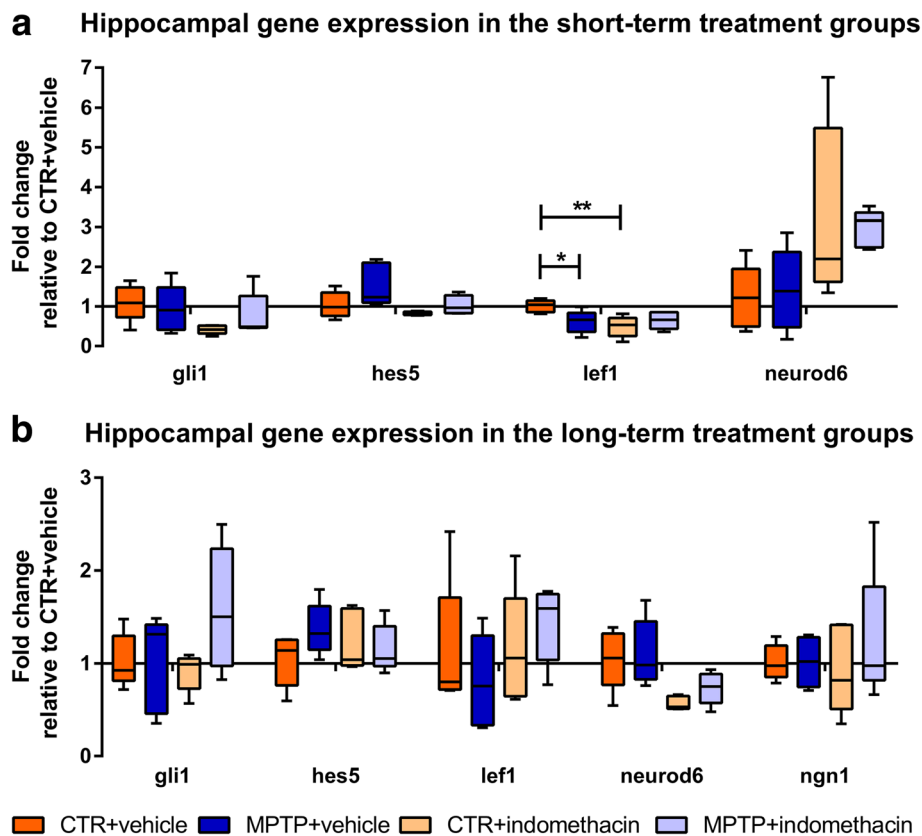 a Hippocampal gene expression in the short-term treatment groups
Fold change
relative to CTR+vehicle
7
6
5
4
3
2
1
0
**
*
gli1 hes5 lef1 neurod6
b Hippocampal gene expression in the long-term treatment groups
Fold change
relative to CTR+vehicle
3
2
1
0
gli1 hes5 lef1 neurod6 ngn1
CTR+vehicle MPTP+vehicle CTR+indomethacin MPTP+indomethacin